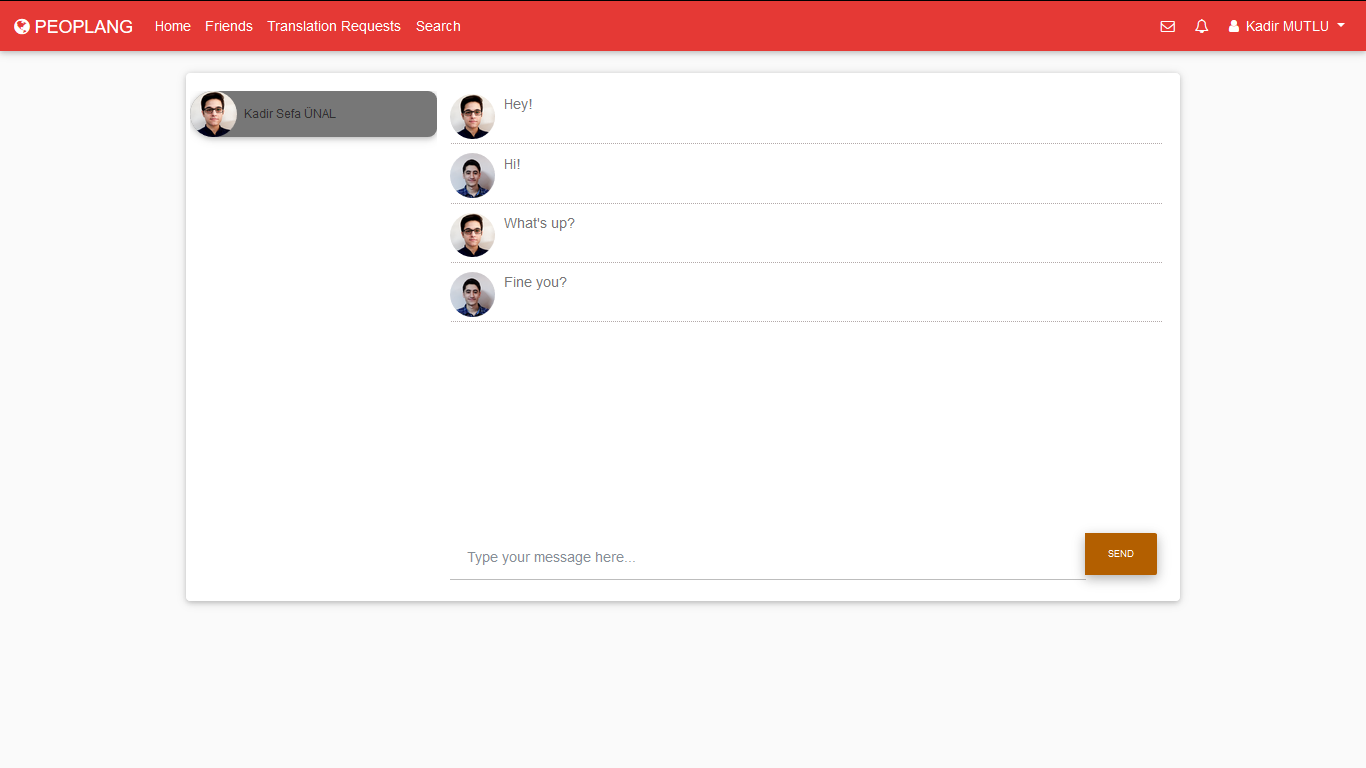 PEOPLANG Home Friends Translation Requests Search Kadir MUTLU
Kadir Sefa ÜNAL
Hey!
Hi!
What's up?
Fine you?
Type your message here...
SEND